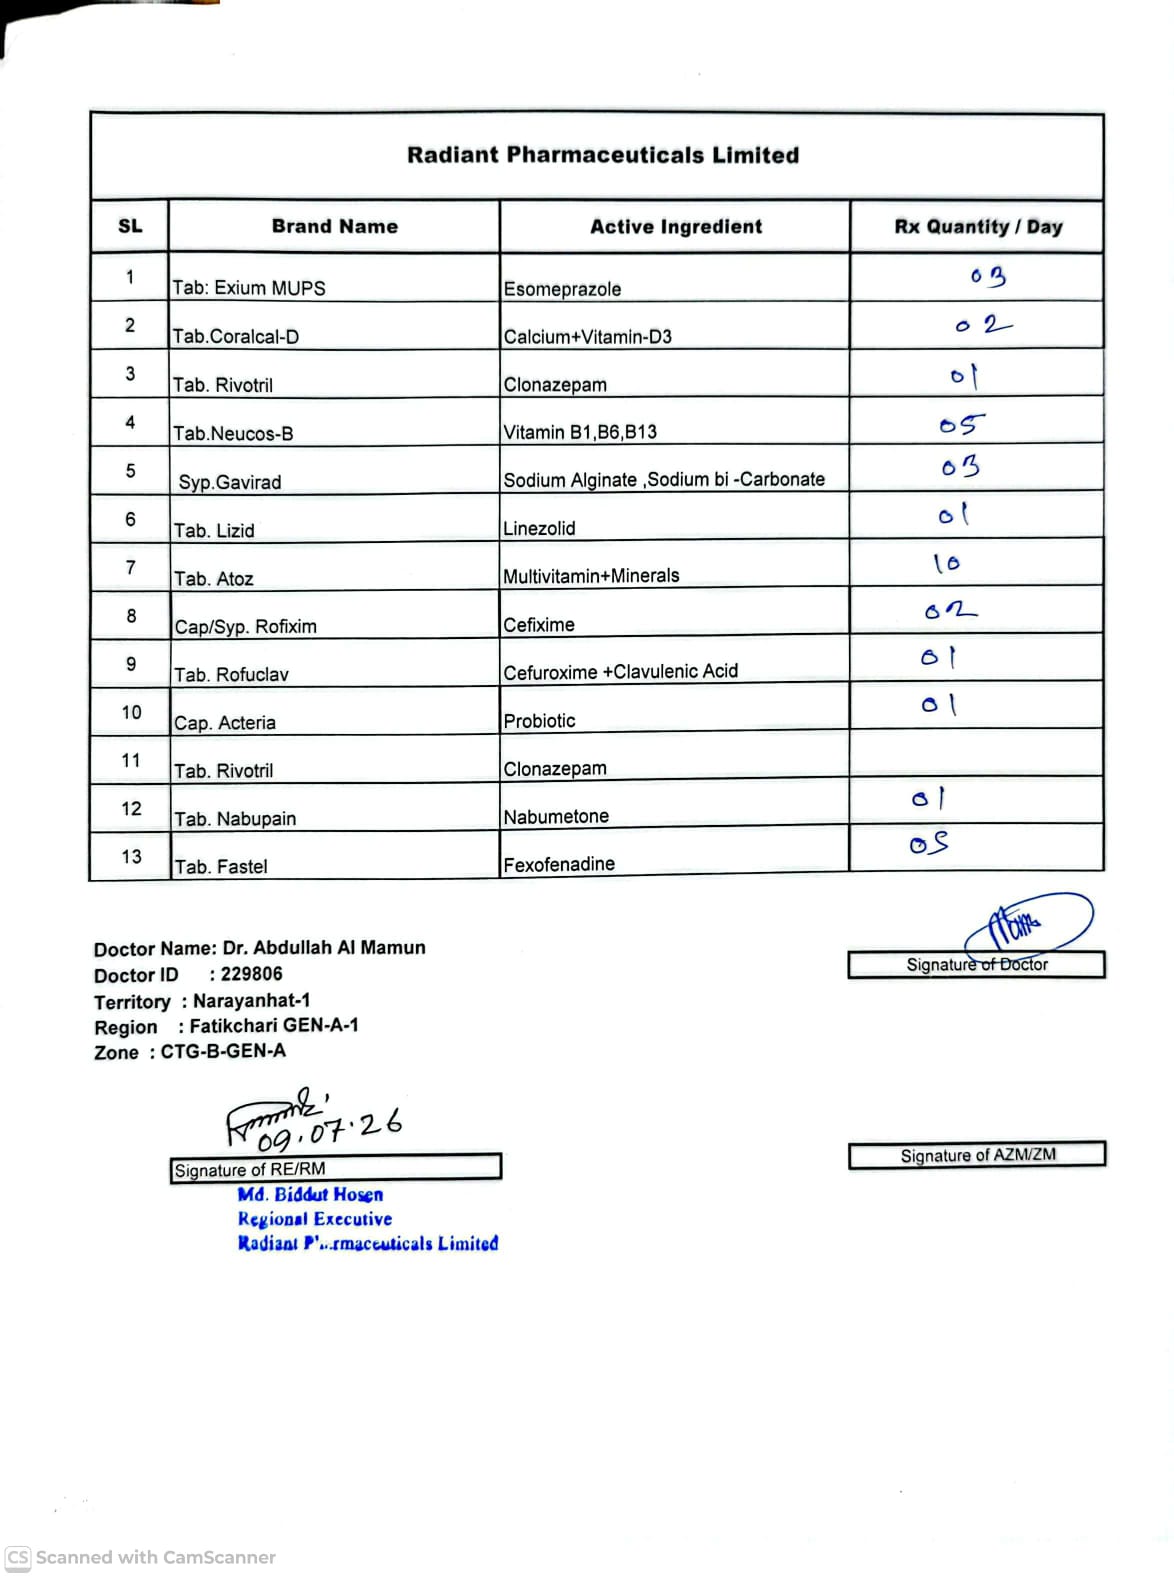 Radiant Pharmaceuticals Limited
SL Brand Name Active Ingredient Rx Quantity / Day
1 Tab: Exium MUPS Esomeprazole 03
2 Tab.Coralcal-D Calcium+Vitamin-D3 02
3 Tab. Rivotril Clonazepam 01
4 Tab.Neucos-B Vitamin B1,B6,B13 05
5 Syp.Gavirad Sodium Alginate ,Sodium bi -Carbonate 03
6 Tab. Lizid Linezolid 01
7 Tab. Atoz Multivitamin+Minerals 10
8 Cap/Syp. Rofixim Cefixime 02
9 Tab. Rofuclav Cefuroxime +Clavulenic Acid 01
10 Cap. Acteria Probiotic 01
11 Tab. Rivotril Clonazepam
12 Tab. Nabupain Nabumetone 01
13 Tab. Fastel Fexofenadine 05
Signature of Doctor
Doctor Name: Dr. Abdullah Al Mamun
Doctor ID : 229806
Territory : Narayanhat-1
Region : Fatikchari GEN-A-1
Zone : CTG-B-GEN-A
09.07.26
Signature of RE/RM Signature of AZM/ZM
Md. Biddut Hosen
Regional Executive
Radiant Pharmaceuticals Limited
CS Scanned with CamScanner